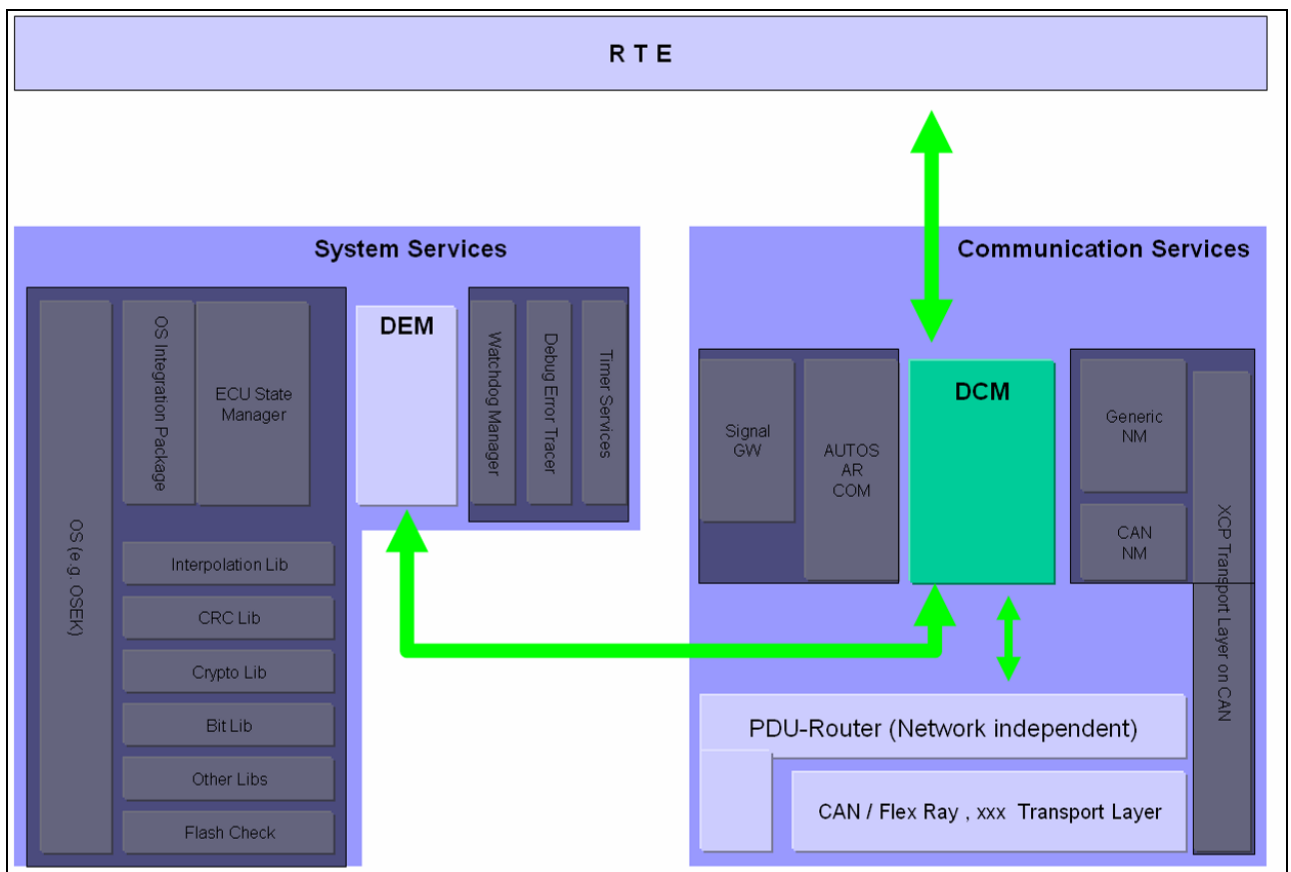 R T E
System Services
OS (e.g. OSEK)
OS Integration Package
ECU State
Manager
DEM
Watchdog Manager
Debug Error Tracer
Timer Services
Interpolation Lib
CRC Lib
Crypto Lib
Bit Lib
Other Libs
Flash Check
Communication Services
Signal
GW
AUTOS
AR
COM
DCM
Generic
NM
CAN
NM
XCP Transport Layer on CAN
PDU-Router (Network independent)
CAN / Flex Ray , xxx Transport Layer